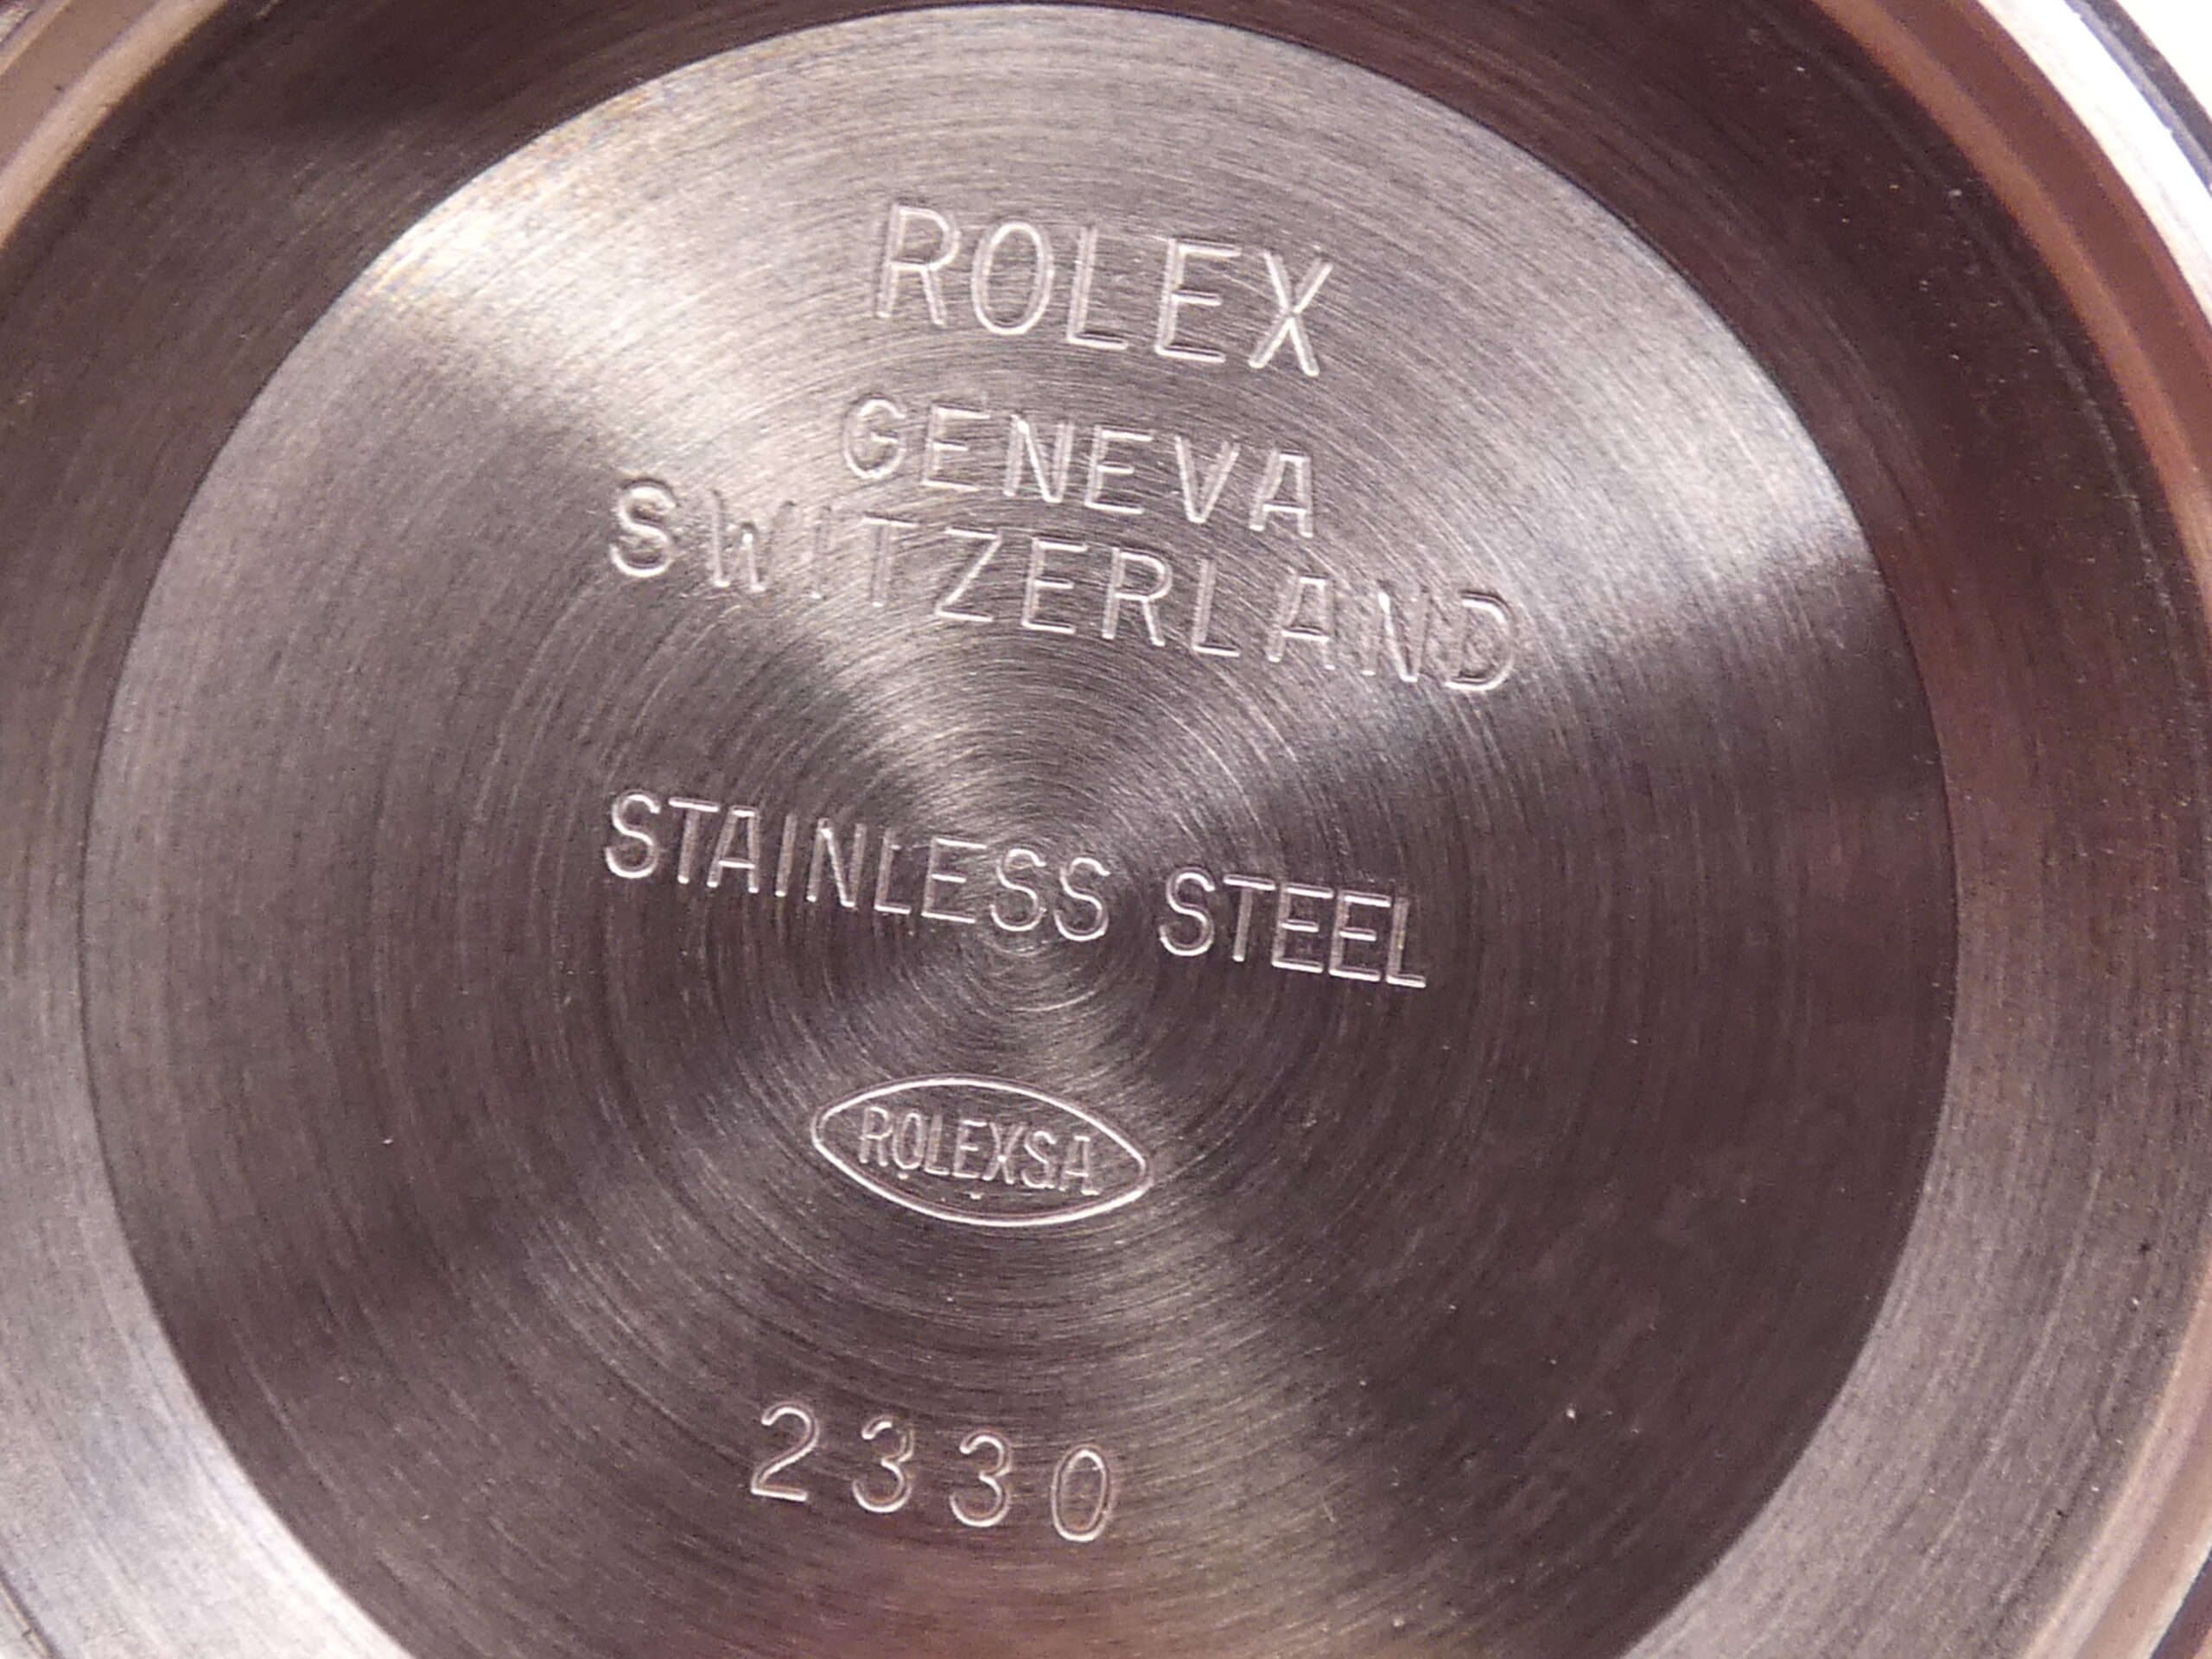 ROLEX
GENEVA
SWITZERLAND
STAINLESS STEEL
ROLEXSA
2330